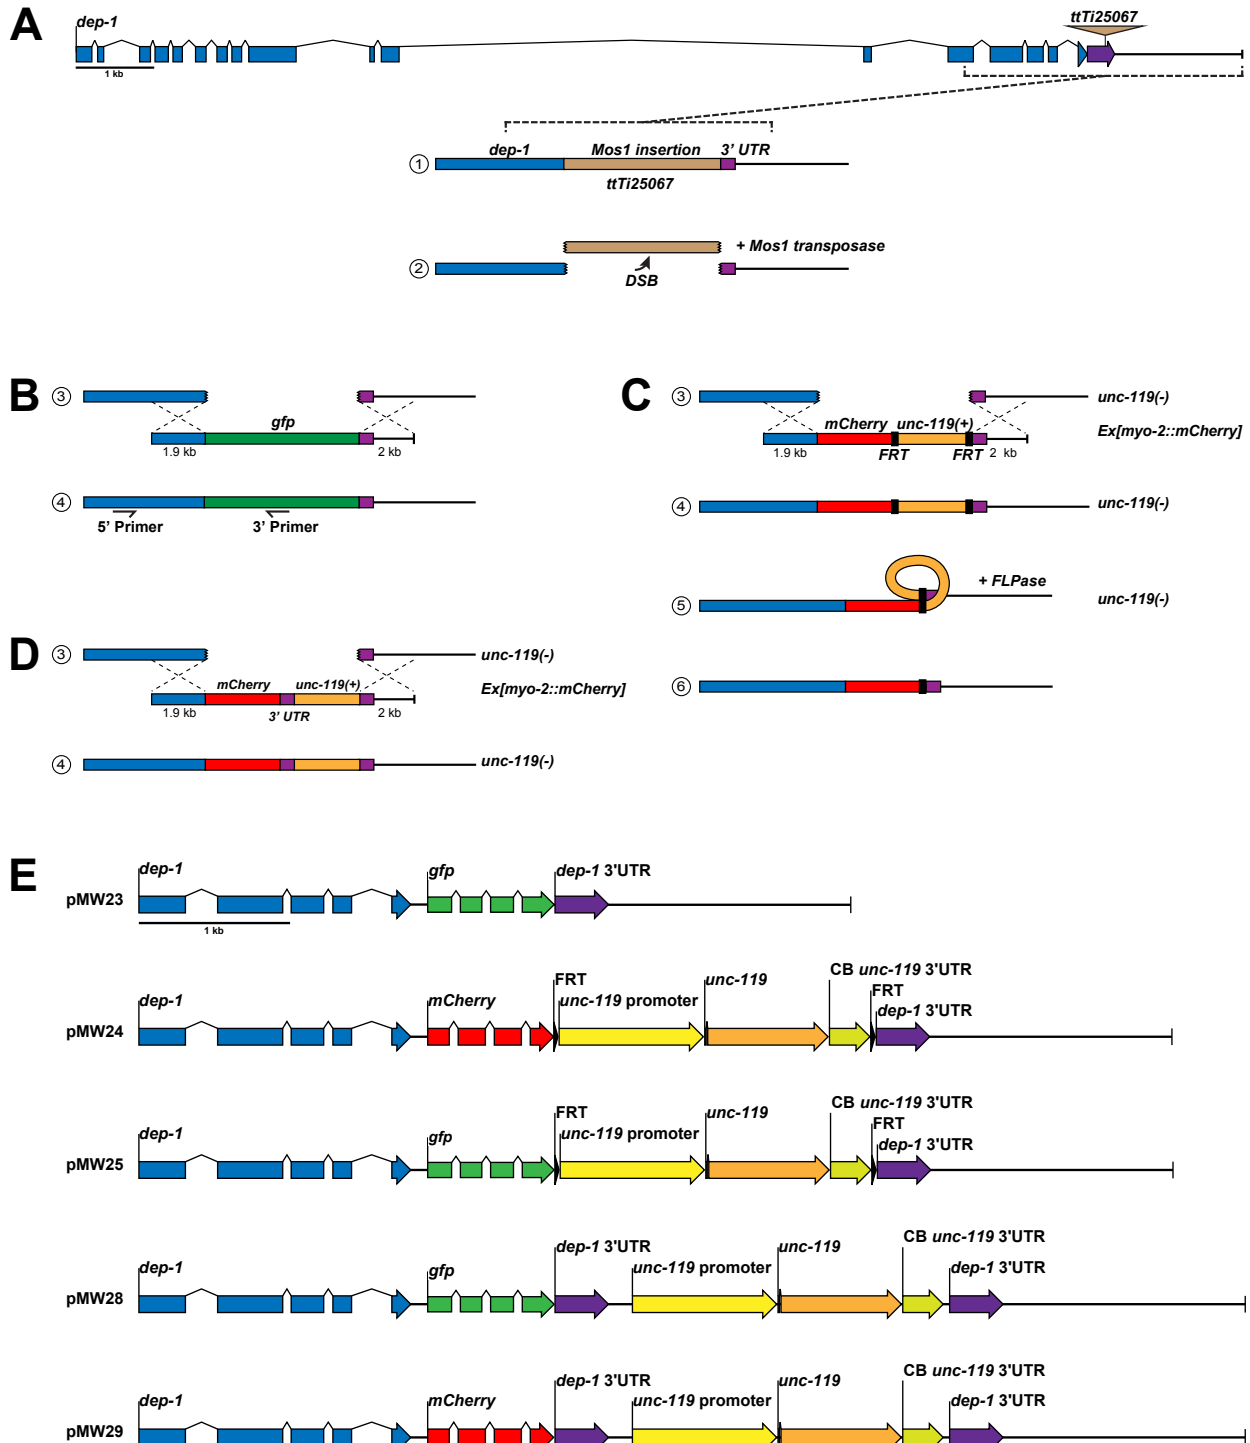 A
dep-1
ttTi25067
1 kb
dep-1
Mos1 insertion
3' UTR
1
ttTi25067
+ Mos1 transposase
2
DSB
B
3
gfp
1.9 kb
2 kb
4
5' Primer
3' Primer
C
3
unc-119(-)
mCherry
unc-119(+)
Ex[myo-2::mCherry]
1.9 kb
FRT
FRT
2 kb
4
unc-119(-)
+ FLPase
5
unc-119(-)
6
D
3
unc-119(-)
mCherry
unc-119(+)
Ex[myo-2::mCherry]
1.9 kb
3' UTR
2 kb
4
unc-119(-)
E
dep-1
gfp
dep-1 3'UTR
pMW23
1 kb
CB unc-119 3'UTR
FRT
unc-119
FRT
dep-1
mCherry
unc-119 promoter
dep-1 3'UTR
pMW24
CB unc-119 3'UTR
FRT
unc-119
FRT
dep-1
gfp
unc-119 promoter
dep-1 3'UTR
pMW25
CB unc-119 3'UTR
dep-1 3'UTR
unc-119
dep-1
gfp
unc-119 promoter
dep-1 3'UTR
pMW28
CB unc-119 3'UTR
dep-1 3'UTR
unc-119
dep-1
mCherry
unc-119 promoter
dep-1 3'UTR
pMW29